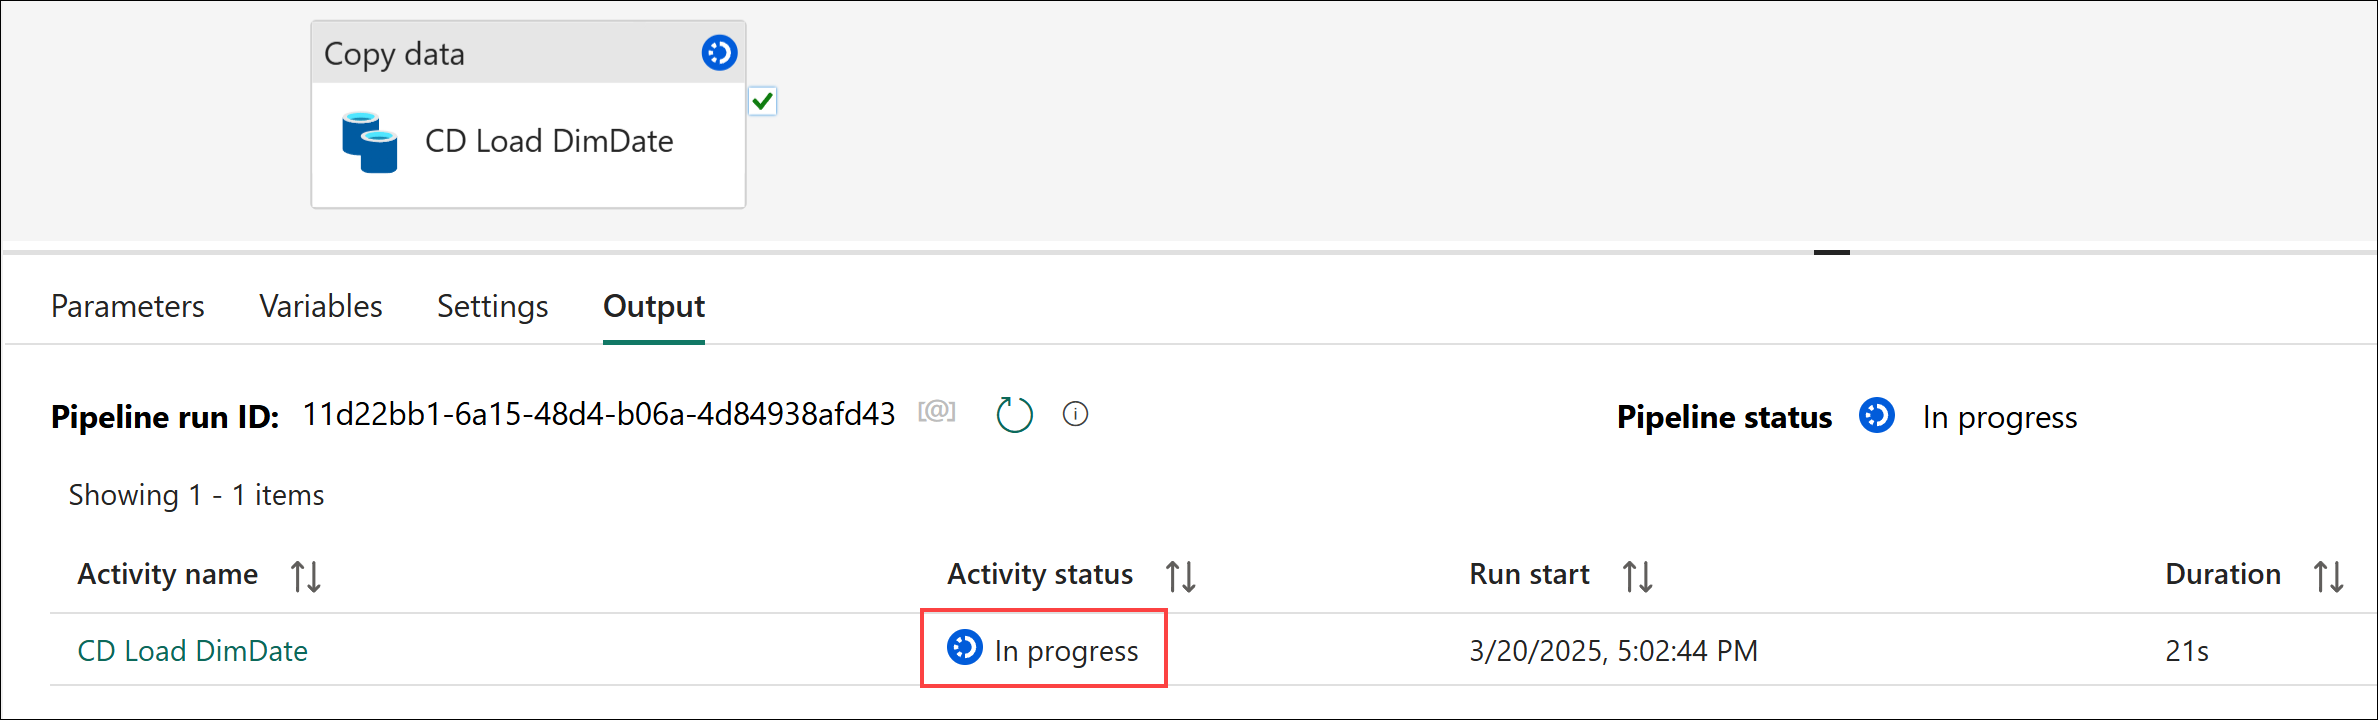 Copy data
CD Load DimDate
Parameters Variables Settings Output
Pipeline run ID: 11d22bb1-6a15-48d4-b06a-4d84938afd43 [@] Pipeline status In progress
Showing 1 - 1 items
Activity name Activity status Run start Duration
CD Load DimDate In progress 3/20/2025, 5:02:44 PM 21s